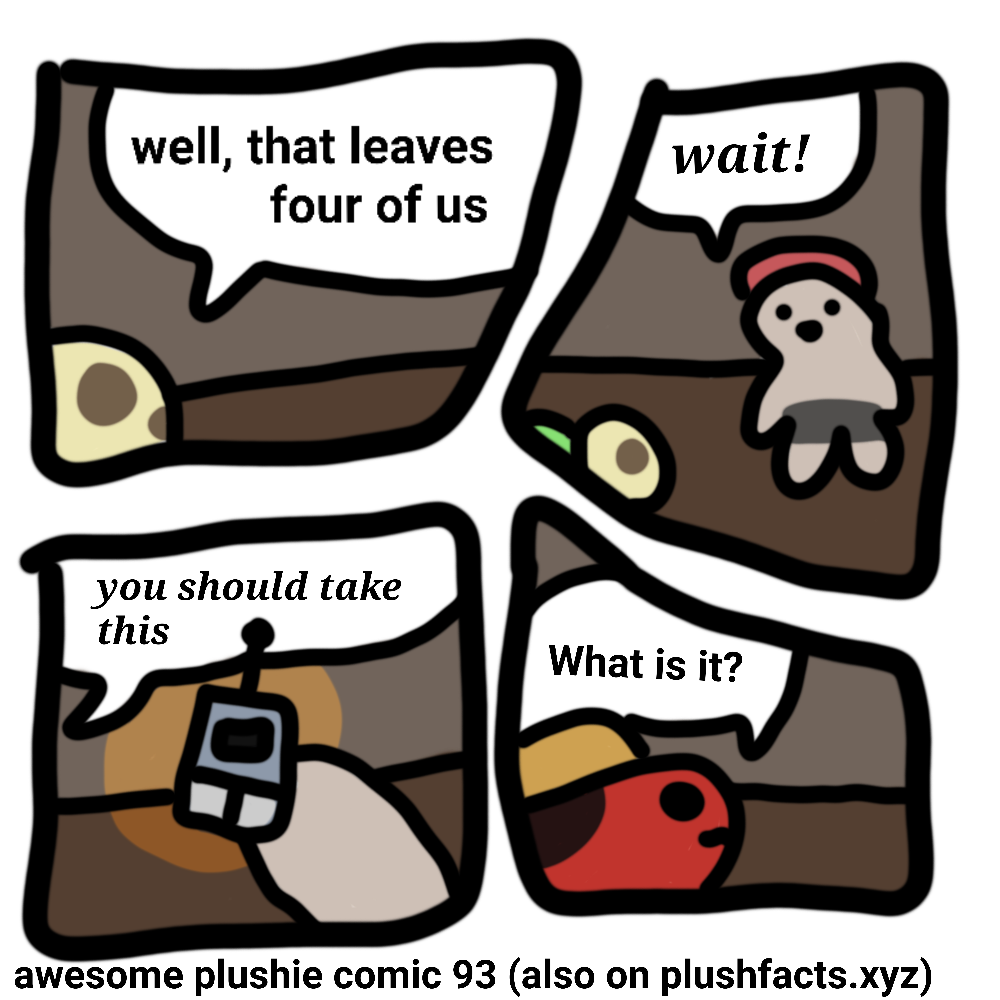 well, that leaves
four of us
wait!
you should take
this
What is it?
awesome plushie comic 93 (also on plushfacts.xyz)